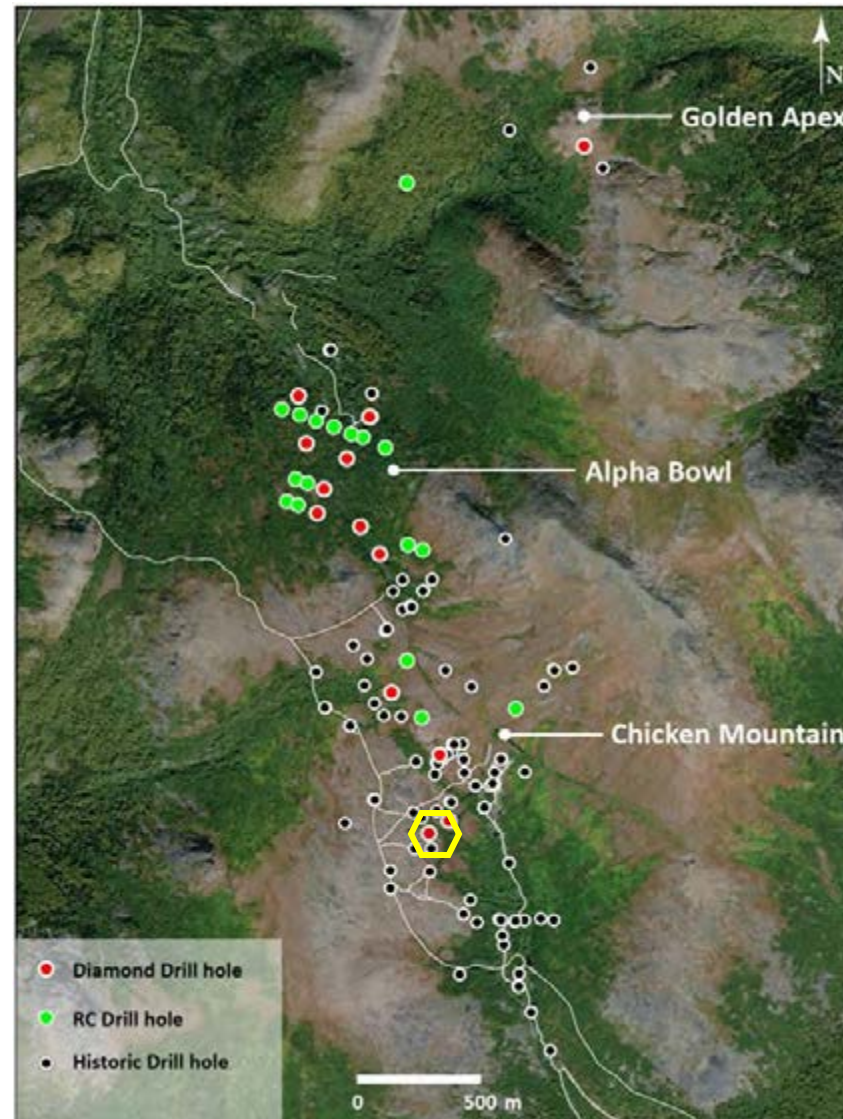 N
Golden Apex
Alpha Bowl
Chicken Mountain
Diamond Drill hole
RC Drill hole
Historic Drill hole
0 500 m